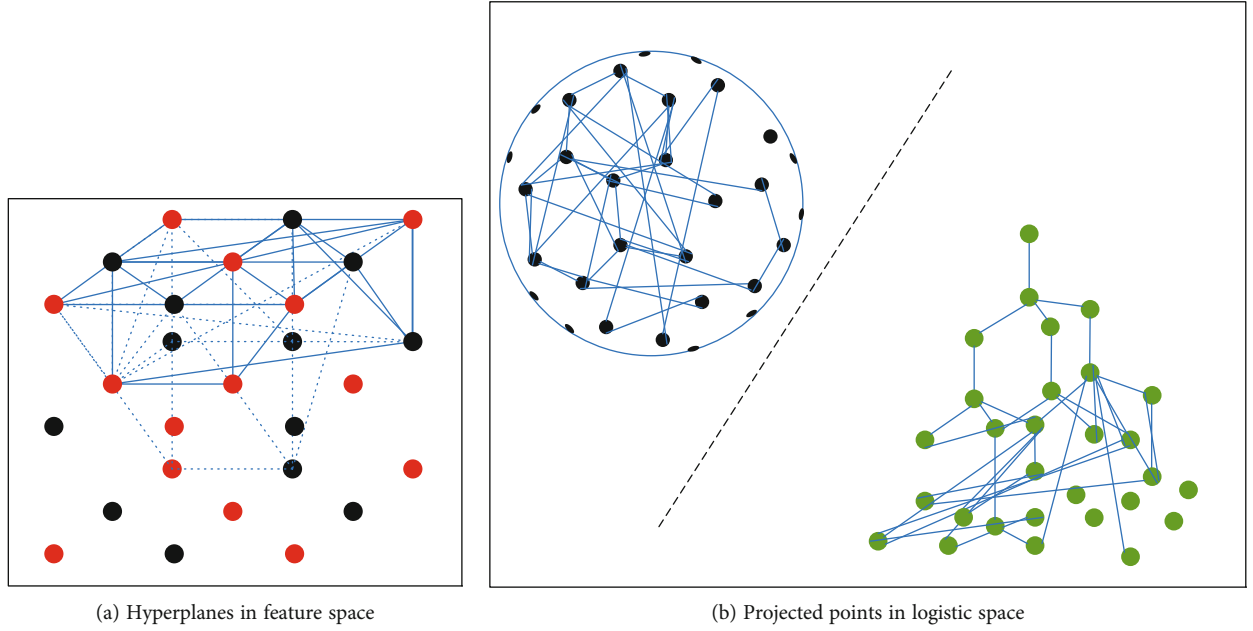 (a) Hyperplanes in feature space
(b) Projected points in logistic space